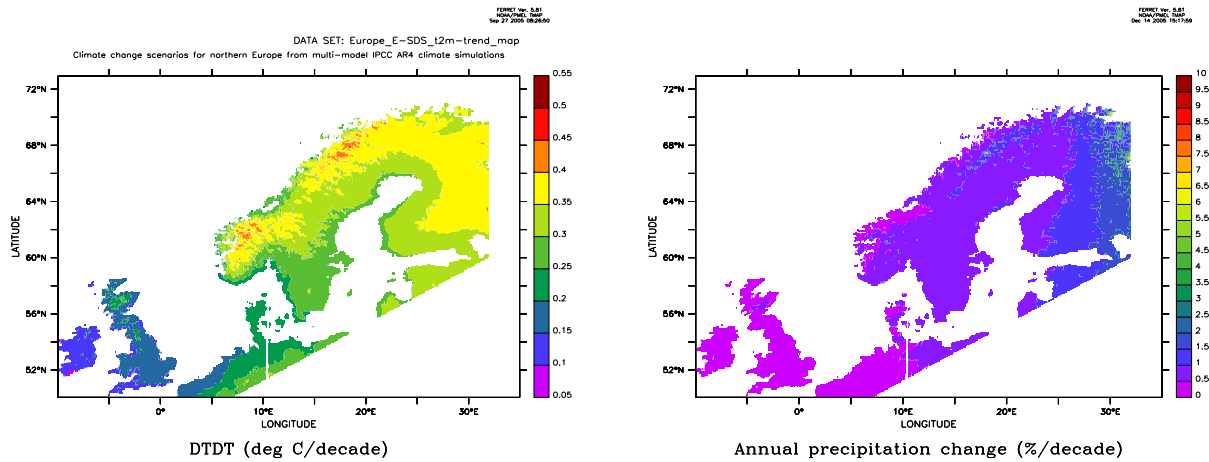 FERRET Ver. 5.81
NOAA/PMEL TMAP
Sep 27 2005 08:26:50
DATA SET: Europe_E-SDS_t2m-trend_map
Climate change scenarios for northern Europe from multi-model IPCC AR4 climate simulations
72°N
68°N
64°N
60°N
56°N
52°N
LATITUDE
0°
10°E
20°E
30°E
LONGITUDE
0.55
0.5
0.45
0.4
0.35
0.3
0.25
0.2
0.15
0.1
0.05
DTDT (deg C/decade)
FERRET Ver. 5.81
NOAA/PMEL TMAP
Dec 14 2005 15:17:59
72°N
68°N
64°N
60°N
56°N
52°N
LATITUDE
0°
10°E
20°E
30°E
LONGITUDE
10
9.5
9
8.5
8
7.5
7
6.5
6
5.5
5
4.5
4
3.5
3
2.5
2
1.5
1
0.5
0
Annual precipitation change (%/decade)